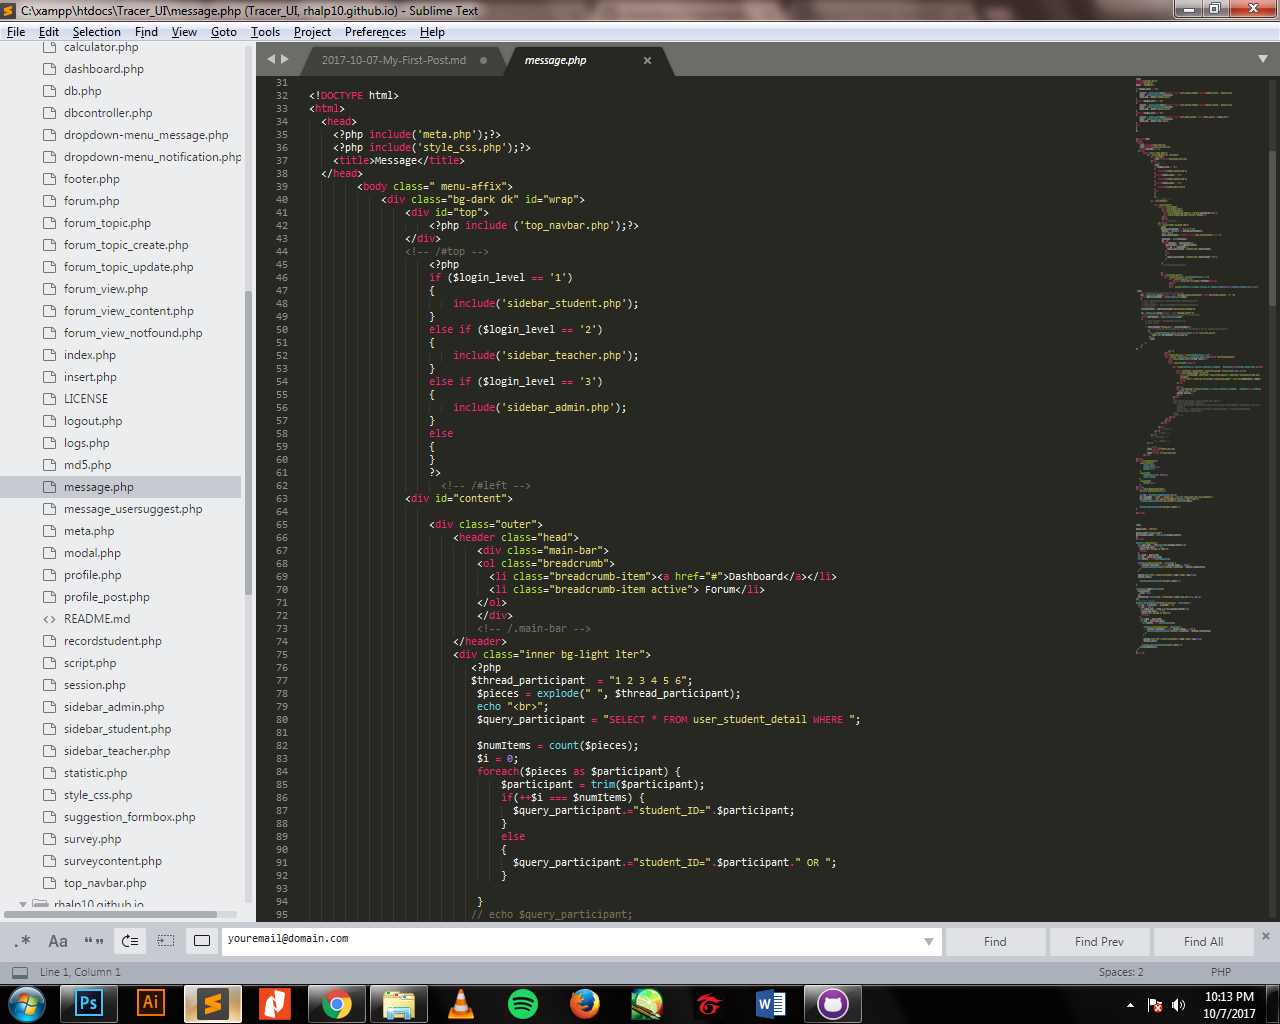 C:\xampp\htdocs\Tracer_UI\message.php (Tracer_UI, rhalp10.github.io) - Sublime Text
File Edit Selection Find View Goto Tools Project Preferences Help
calculator.php
dashboard.php
db.php
dbcontroller.php
dropdown-menu_message.php
dropdown-menu_notification.php
footer.php
forum.php
forum_topic.php
forum_topic_create.php
forum_topic_update.php
forum_view.php
forum_view_content.php
forum_view_notfound.php
index.php
insert.php
LICENSE
logout.php
logs.php
md5.php
message.php
message_usersuggest.php
meta.php
modal.php
profile.php
profile_post.php
<> README.md
recordstudent.php
script.php
session.php
sidebar_admin.php
sidebar_student.php
sidebar_teacher.php
statistic.php
style_css.php
suggestion_formbox.php
survey.php
surveycontent.php
top_navbar.php
rhalp10.github.io
2017-10-07-My-First-Post.md
message.php
31
32 <!DOCTYPE html>
33 <html>
34 <head>
35 <?php include('meta.php');?>
36 <?php include('style_css.php');?>
37 <title>Message</title>
38 </head>
39 <body class=" menu-affix">
40 <div class="bg-dark dk" id="wrap">
41 <div id="top">
42 <?php include ('top_navbar.php');?>
43 </div>
44 <!-- /#top -->
45 <?php
46 if ($login_level == '1')
47 {
48 include('sidebar_student.php');
49 }
50 else if ($login_level == '2')
51 {
52 include('sidebar_teacher.php');
53 }
54 else if ($login_level == '3')
55 {
56 include('sidebar_admin.php');
57 }
58 else
59 {
60 }
61 ?>
62 <!-- /#left -->
63 <div id="content">
64
65 <div class="outer">
66 <header class="head">
67 <div class="main-bar">
68 <ol class="breadcrumb">
69 <li class="breadcrumb-item"><a href="#">Dashboard</a></li>
70 <li class="breadcrumb-item active"> Forum</li>
71 </ol>
72 </div>
73 <!-- /.main-bar -->
74 </header>
75 <div class="inner bg-light lter">
76 <?php
77 $thread_participant  = "1 2 3 4 5 6";
78 $pieces = explode(" ", $thread_participant);
79 echo "<br>";
80 $query_participant = "SELECT * FROM user_student_detail WHERE ";
81
82 $numItems = count($pieces);
83 $i = 0;
84 foreach($pieces as $participant) {
85 $participant = trim($participant);
86 if(++$i === $numItems) {
87 $query_participant.="student_ID=".$participant;
88 }
89 else
90 {
91 $query_participant.="student_ID=".$participant." OR ";
92 }
93
94 }
95 // echo $query_participant;
.* Aa “” youremail@domain.com Find Find Prev Find All
Line 1, Column 1 Spaces: 2 PHP
Ps Ai S W
10:13 PM
10/7/2017